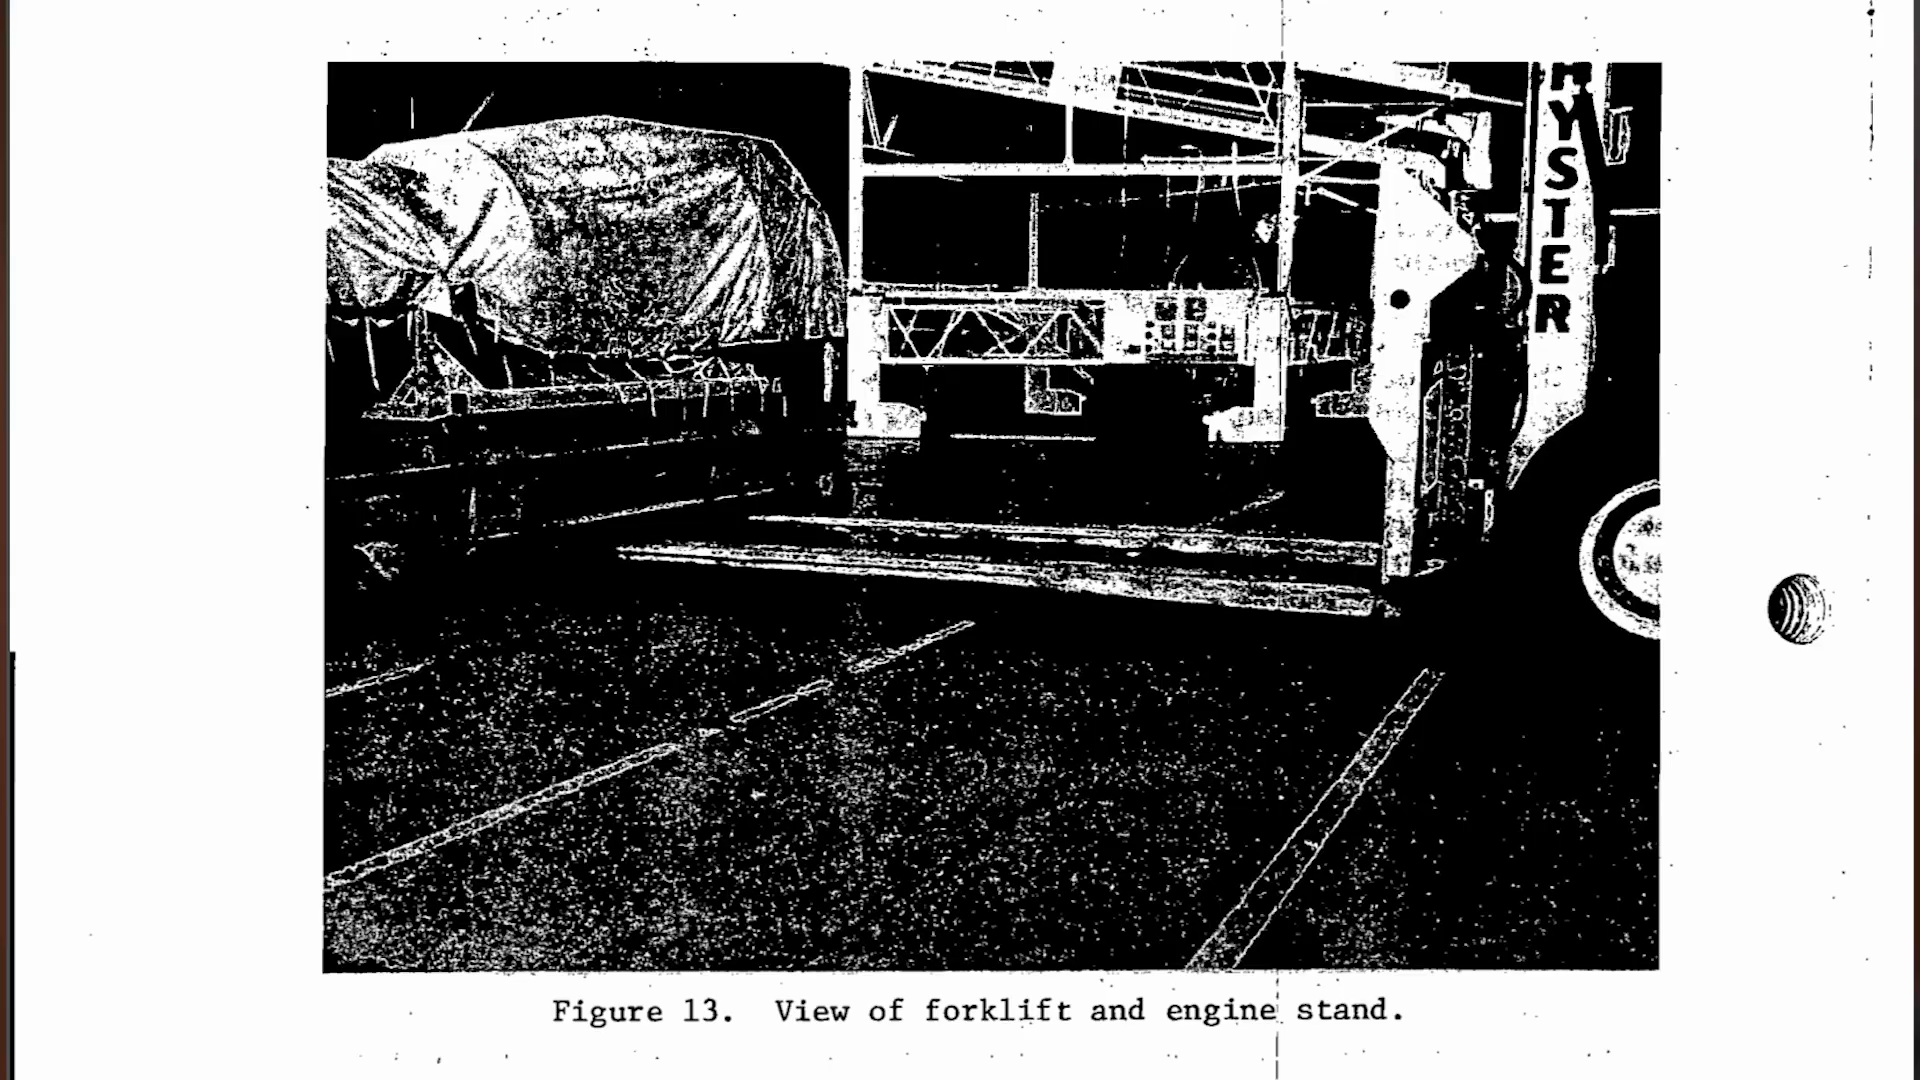 HYSTER
Figure 13. View of forklift and engine stand.